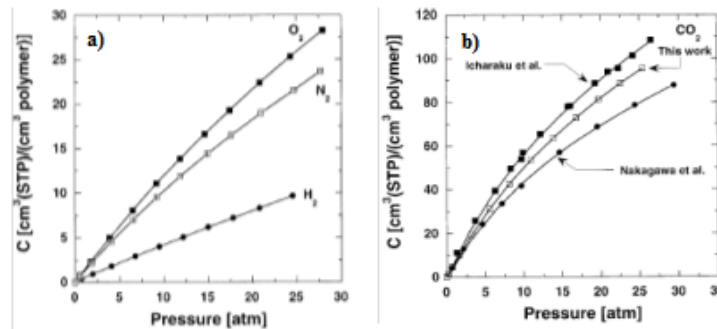 a)
O₂
N₂
H₂
C [cm³(STP)/(cm³ polymer)]
30
25
20
15
10
5
0
0 5 10 15 20 25 30
Pressure [atm]
b)
CO₂
This work
Icharaku et al.
Nakagawa et al.
C [cm³(STP)/(cm³ polymer)]
120
100
80
60
40
20
0
0 5 10 15 20 25 30 35
Pressure [atm]